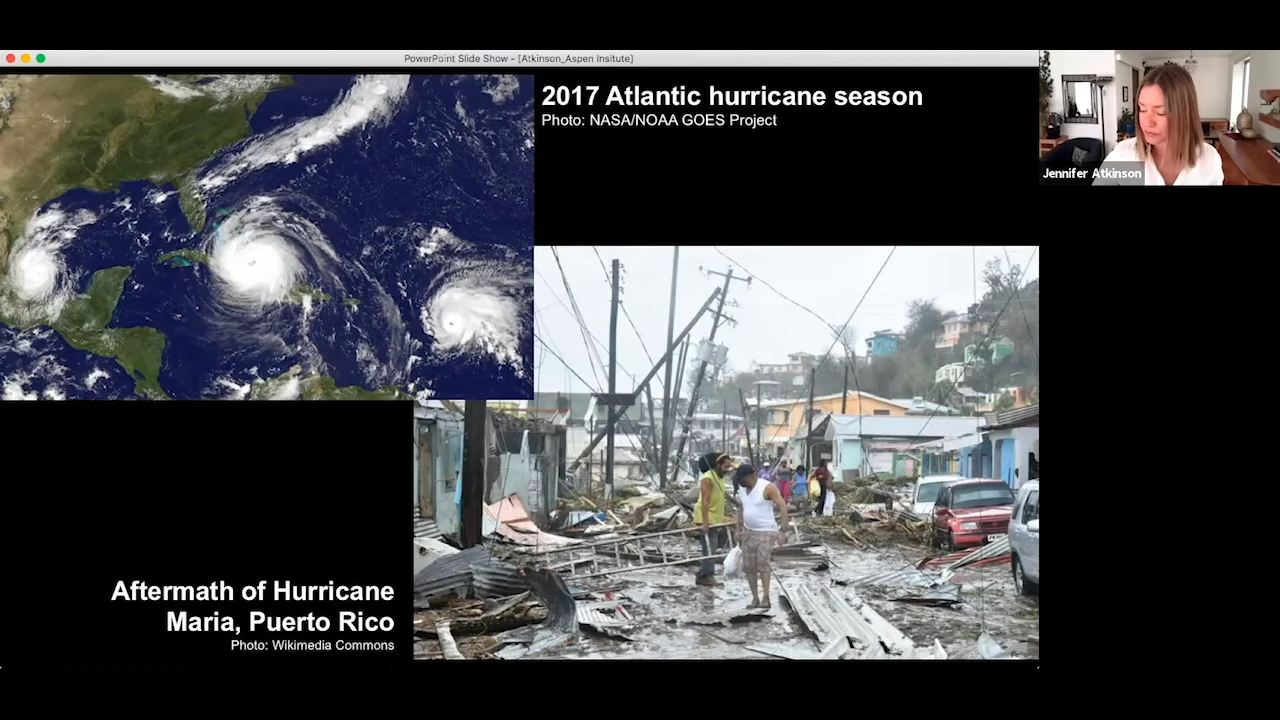 PowerPoint Slide Show - [Atkinson_Aspen Insitute]
2017 Atlantic hurricane season
Photo: NASA/NOAA GOES Project
Jennifer Atkinson
Aftermath of Hurricane
Maria, Puerto Rico
Photo: Wikimedia Commons